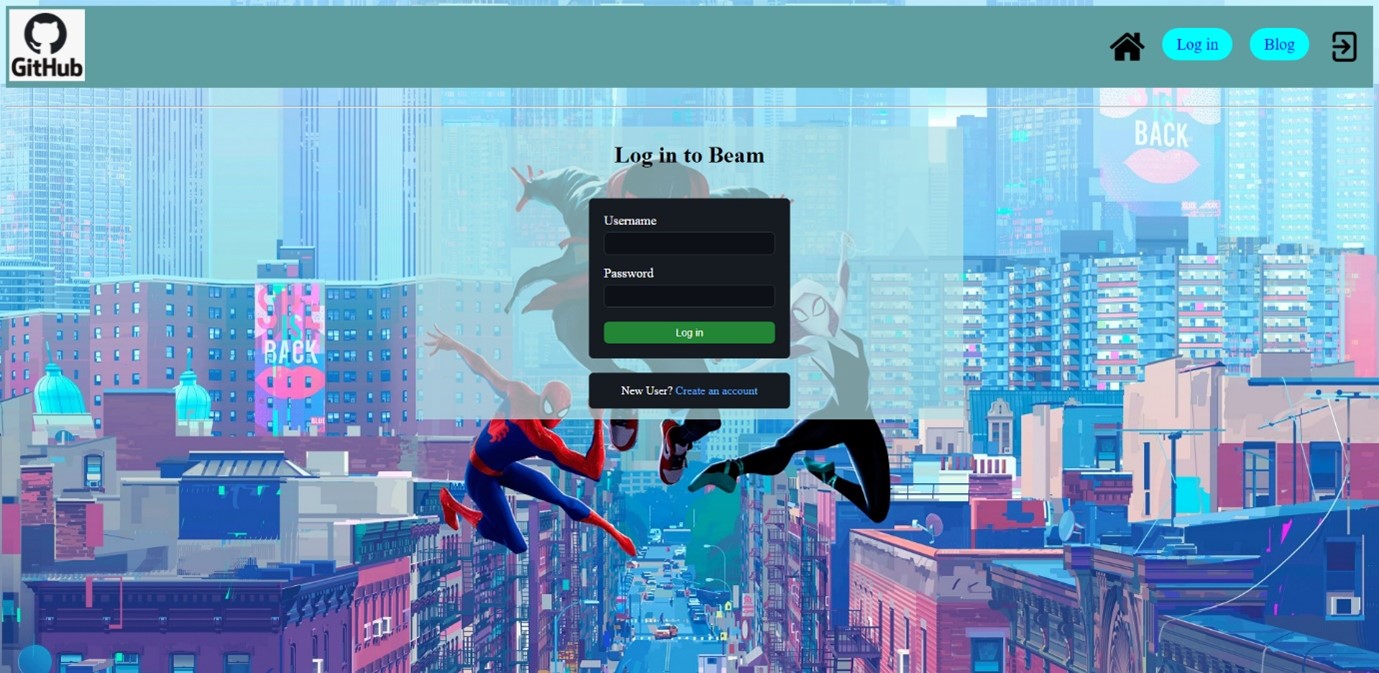 GitHub
Log in
Blog
BACK
Log in to Beam
Username
Password
Log in
BACK
New User? Create an account